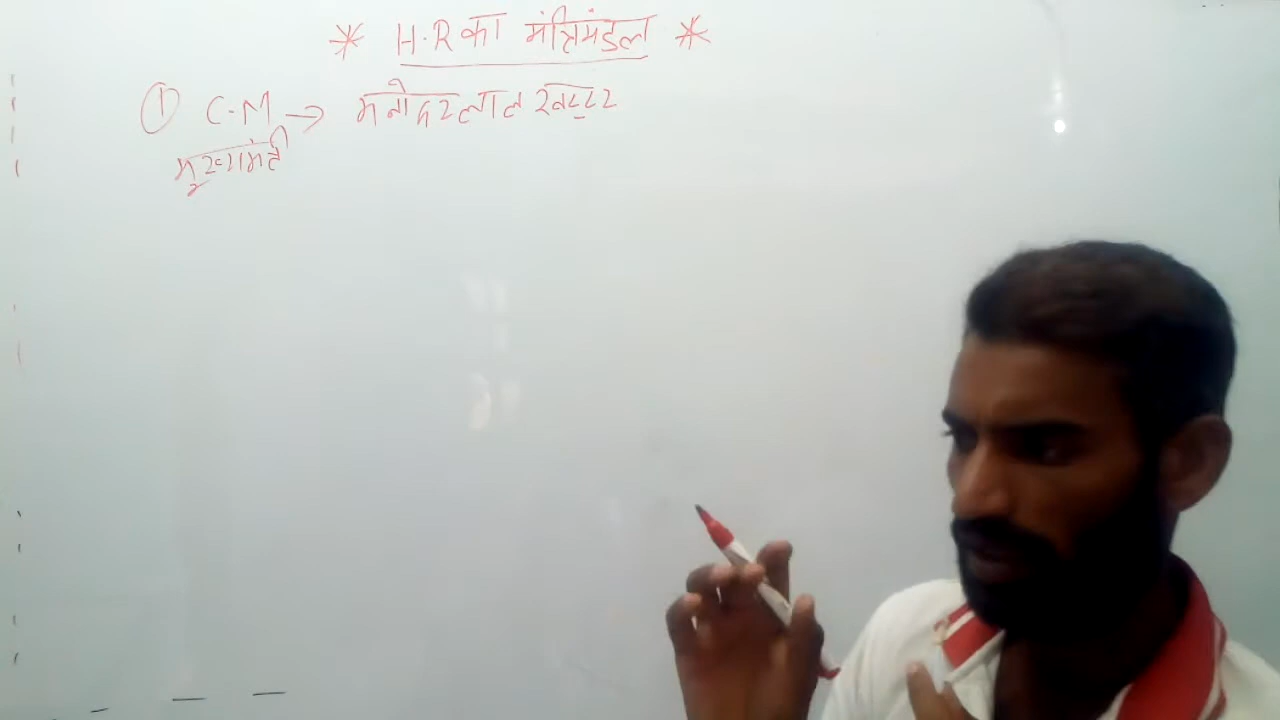 * H.R का मंत्रिमंडल *
① C.M → मनोहरलाल खट्टर
मुख्यमंत्री